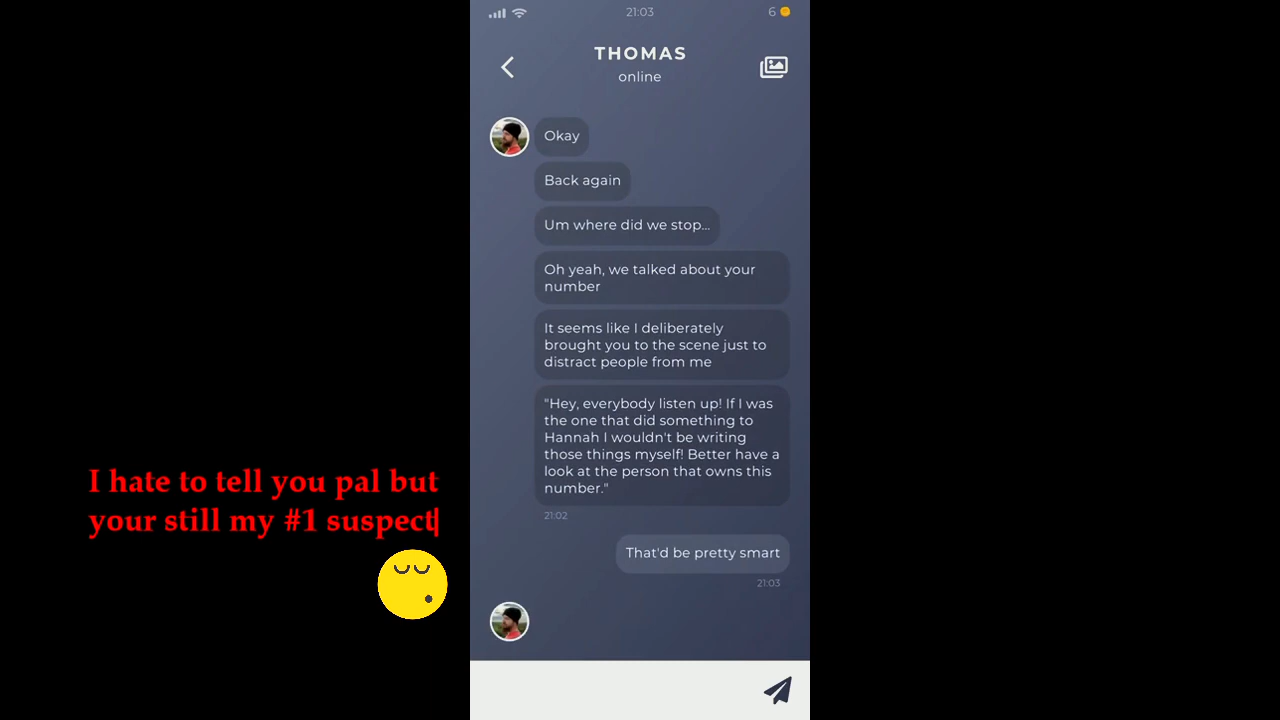 21:03
6
THOMAS
online
Okay
Back again
Um where did we stop...
Oh yeah, we talked about your
number
It seems like I deliberately
brought you to the scene just to
distract people from me
"Hey, everybody listen up! If I was
the one that did something to
Hannah I wouldn't be writing
those things myself! Better have a
look at the person that owns this
number."
21:02
I hate to tell you pal but
your still my #1 suspect
That'd be pretty smart
21:03